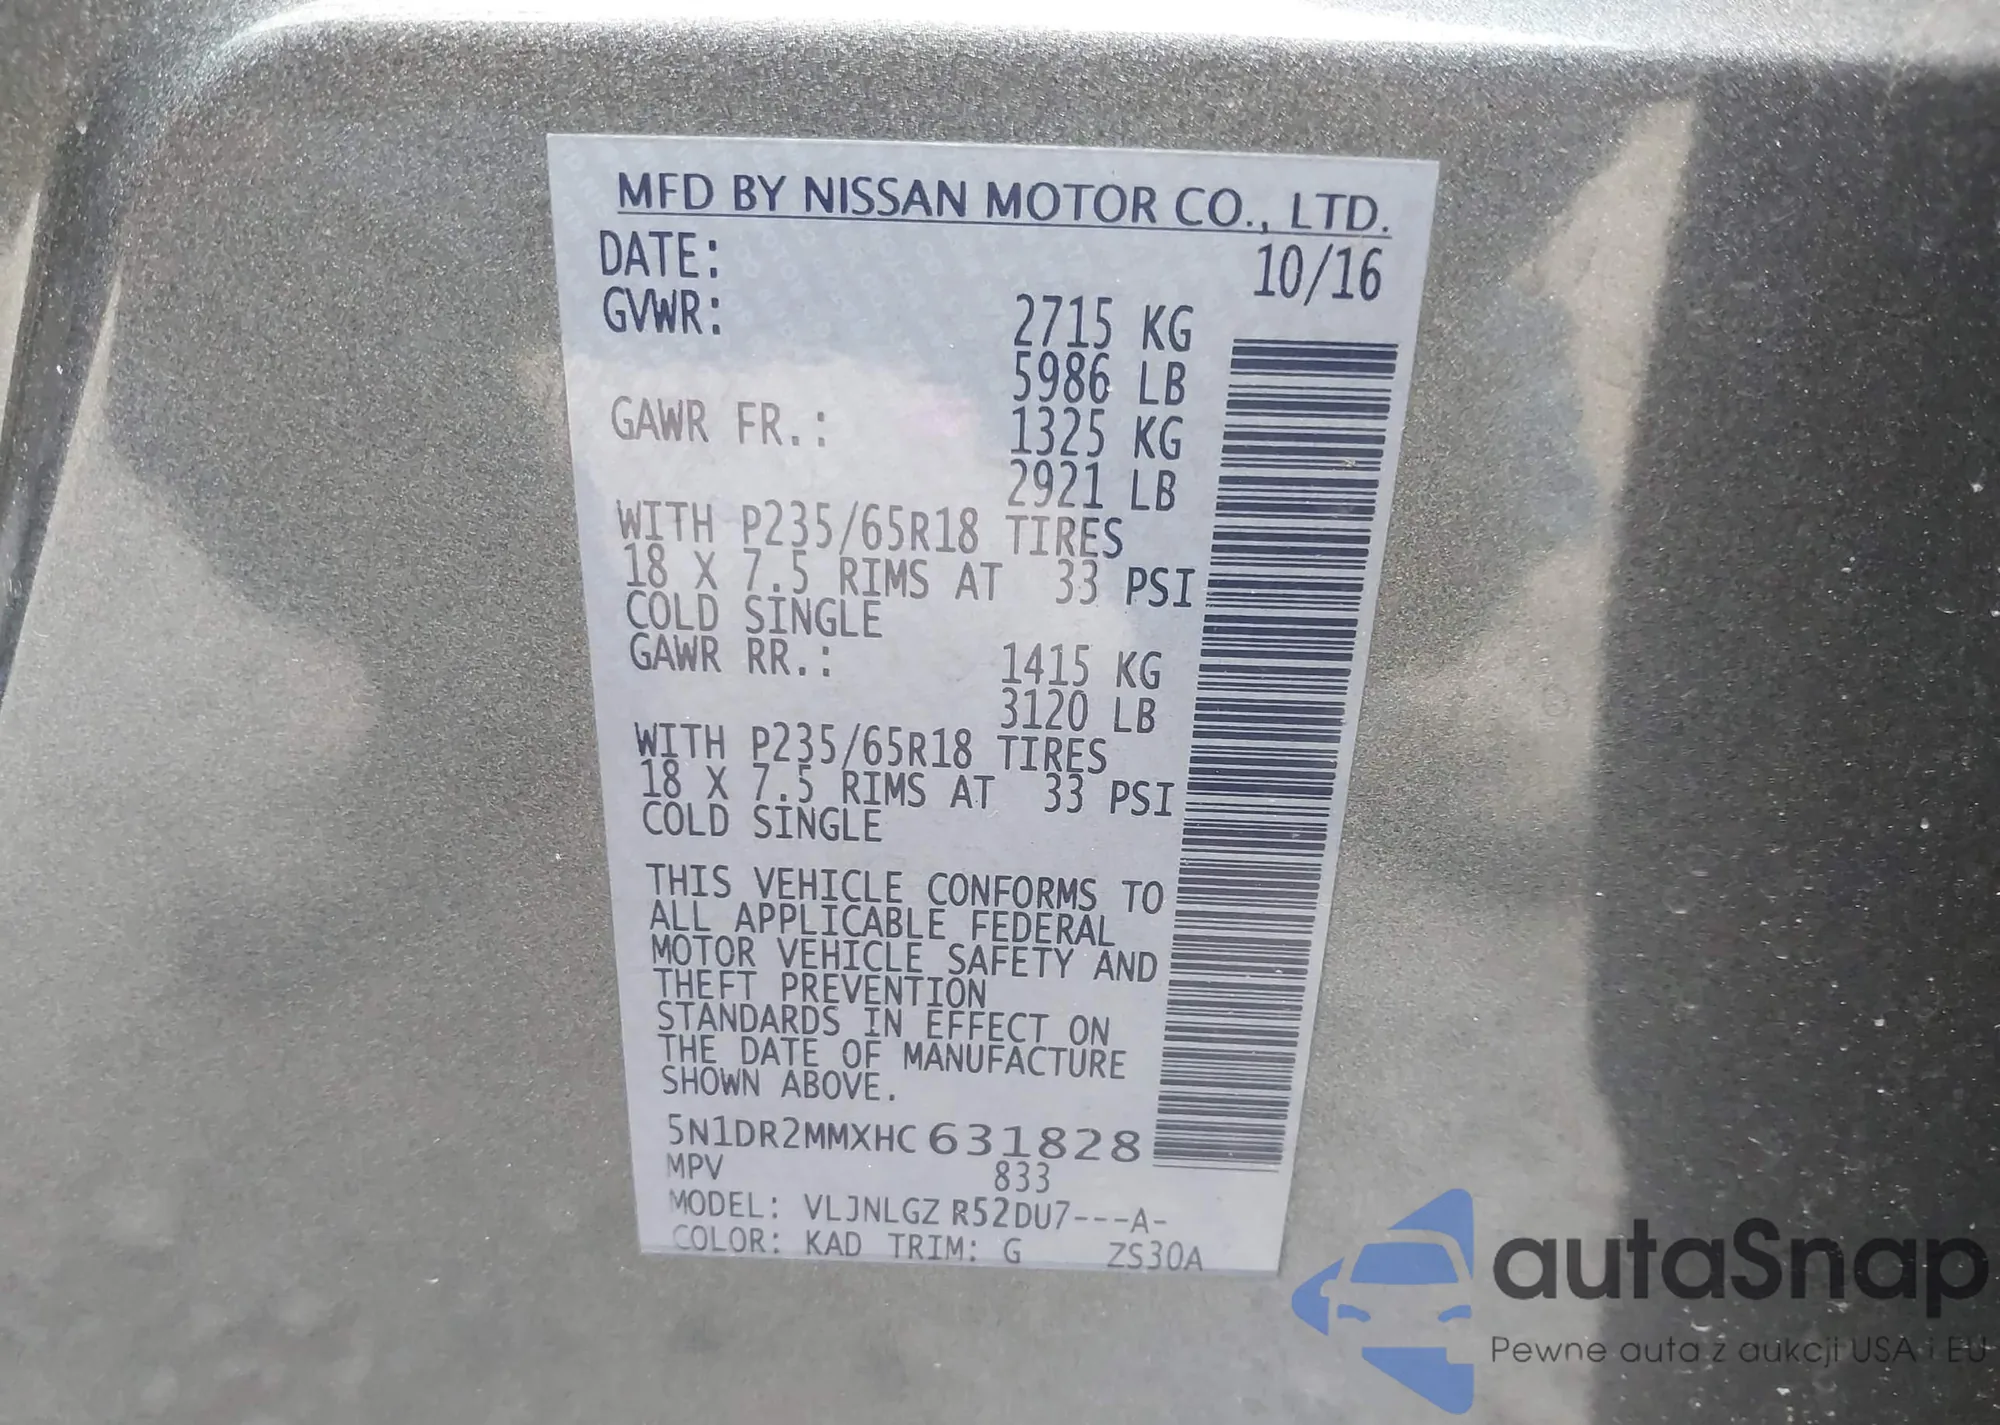 MFD BY NISSAN MOTOR CO., LTD.
DATE: 10/16
GVWR: 2715 KG
5986 LB
GAWR FR.: 1325 KG
2921 LB
WITH P235/65R18 TIRES
18 X 7.5 RIMS AT 33 PSI
COLD SINGLE
GAWR RR.: 1415 KG
3120 LB
WITH P235/65R18 TIRES
18 X 7.5 RIMS AT 33 PSI
COLD SINGLE
THIS VEHICLE CONFORMS TO
ALL APPLICABLE FEDERAL
MOTOR VEHICLE SAFETY AND
THEFT PREVENTION
STANDARDS IN EFFECT ON
THE DATE OF MANUFACTURE
SHOWN ABOVE.
5N1DR2MMXHC631828
MPV 833
MODEL: VLJNLGZ R52DU7---A-
COLOR: KAD TRIM: G ZS30A
autaSnap
Pewne auta z aukcji USA i EU